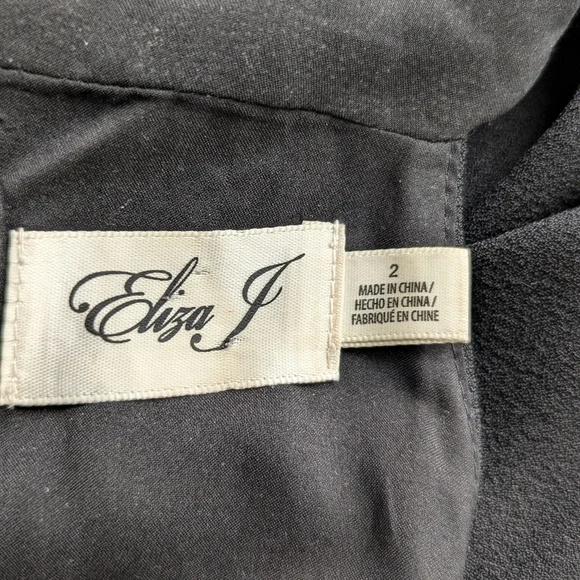 Eliza J
2
MADE IN CHINA /
HECHO EN CHINA /
FABRIQUÉ EN CHINE